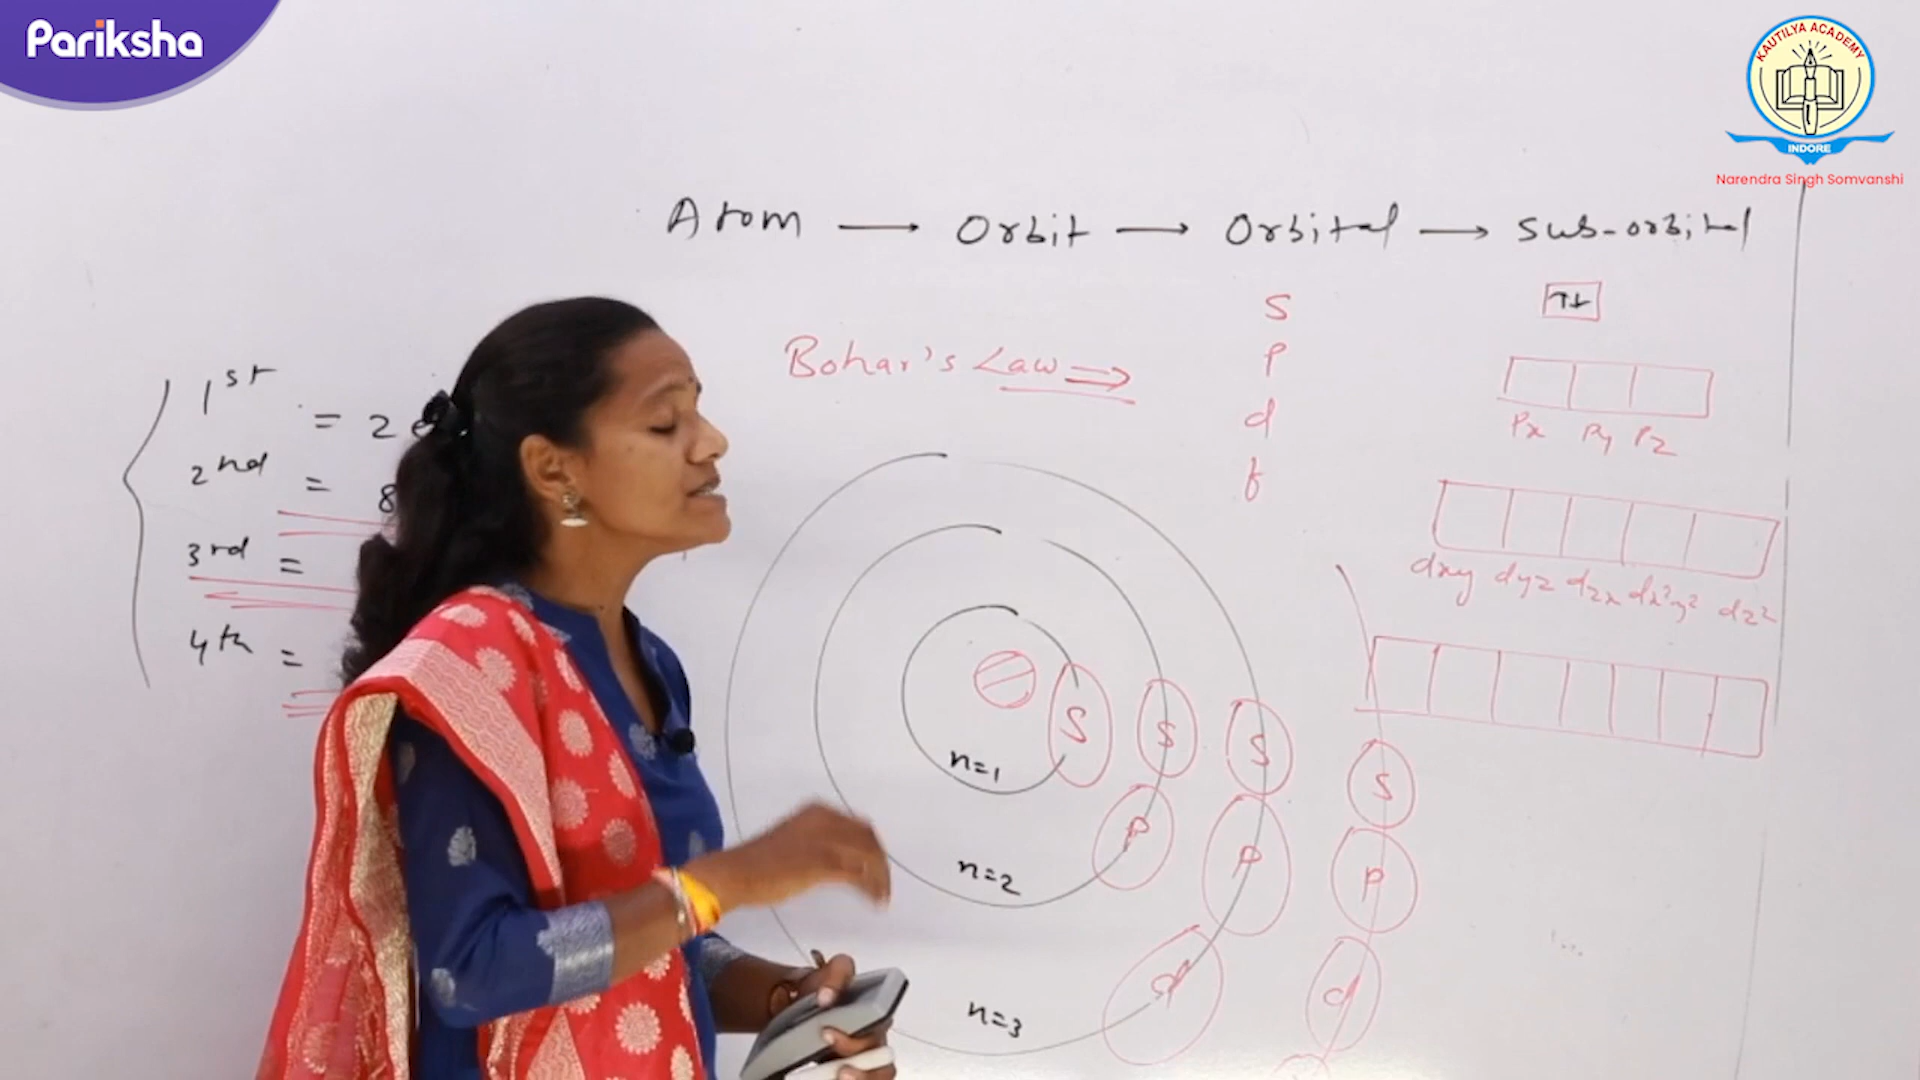 Pariksha
KAUTILYA ACADEMY
INDORE
Narendra Singh Somvanshi
Atom → Orbit → Orbital → Sub-orbital
S
↑↓
Bohar's Law ⇒
P
Px Py Pz
d
f
dxy dyz dzx dx²y² dz²
1st = 2 e
2nd = 8
3rd =
4th =
S S S S
n=1
P P P
n=2
d d
n=3